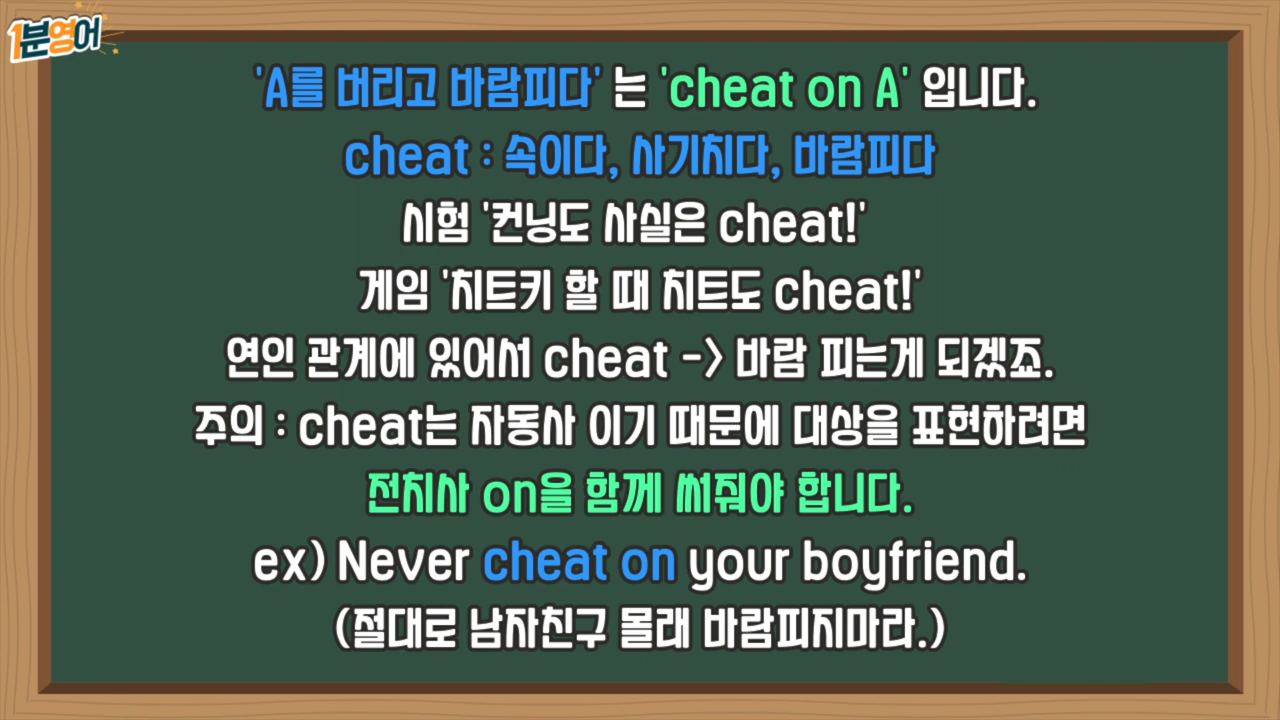 1분영어
'A를 버리고 바람피다' 는 'cheat on A' 입니다.
cheat : 속이다, 사기치다, 바람피다
시험 '컨닝도 사실은 cheat!'
게임 '치트키 할 때 치트도 cheat!'
연인 관계에 있어서 cheat -> 바람 피는게 되겠죠.
주의 : cheat는 자동사 이기 때문에 대상을 표현하려면
전치사 on을 함께 써줘야 합니다.
ex) Never cheat on your boyfriend.
(절대로 남자친구 몰래 바람피지마라.)